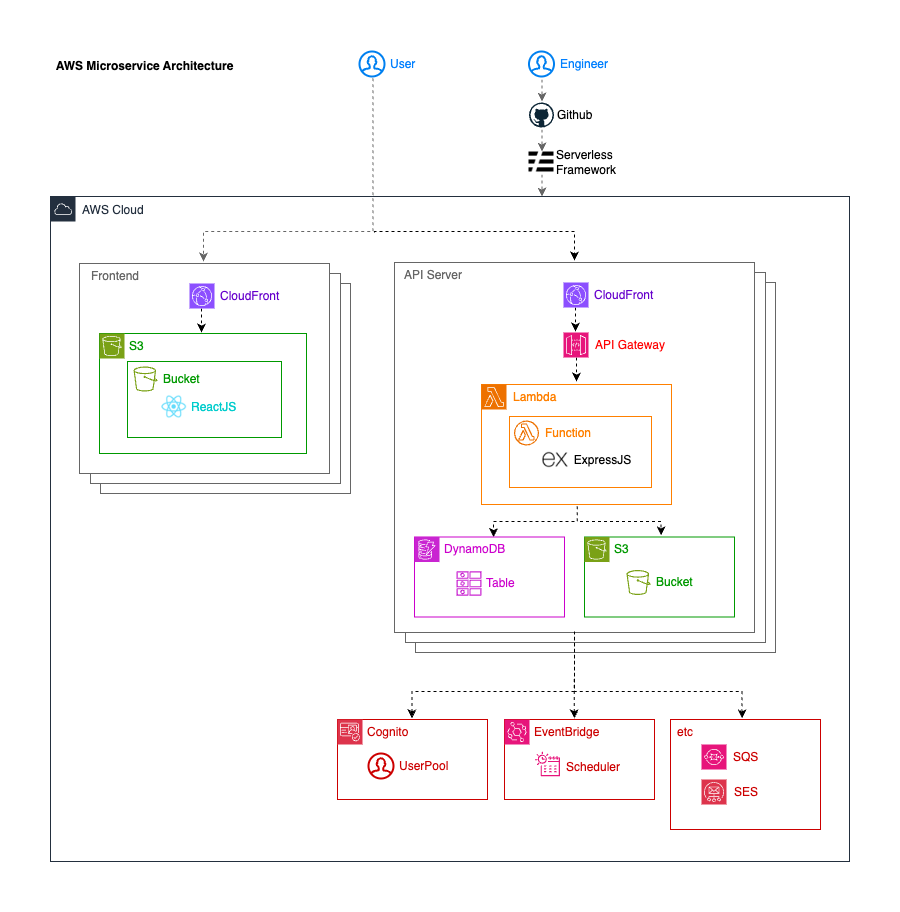 AWS Microservice Architecture
User
Engineer
Github
Serverless
Framework
AWS Cloud
Frontend
CloudFront
S3
Bucket
ReactJS
API Server
CloudFront
API Gateway
Lambda
Function
ex ExpressJS
DynamoDB
Table
S3
Bucket
Cognito
UserPool
EventBridge
Scheduler
etc
SQS
SES